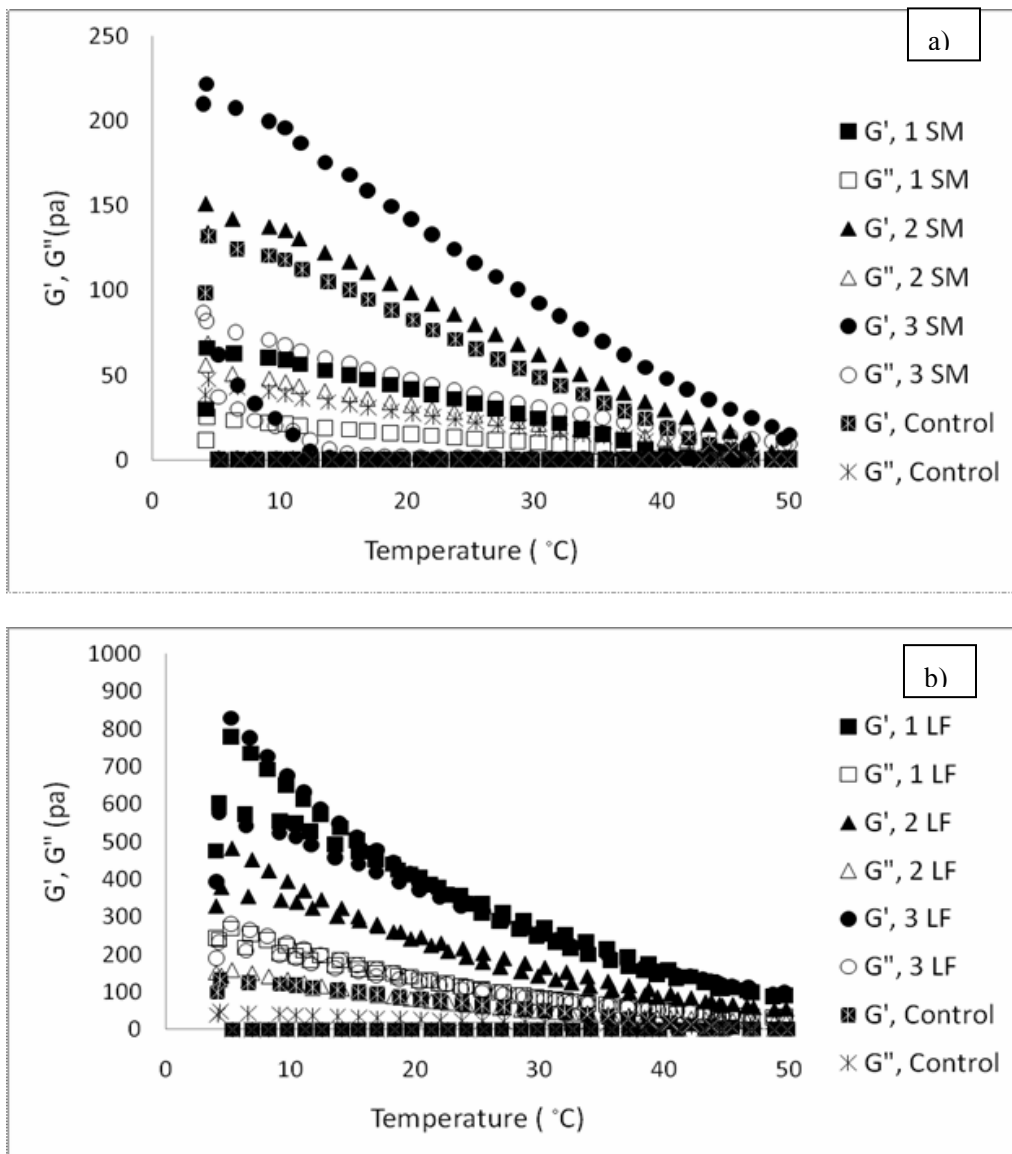 a)
250
200
150
100
50
0
G', G"(pa)
0 10 20 30 40 50
Temperature ( °C)
G', 1 SM
G", 1 SM
G', 2 SM
G", 2 SM
G', 3 SM
G", 3 SM
G', Control
G", Control
b)
1000
900
800
700
600
500
400
300
200
100
0
G', G" (pa)
0 10 20 30 40 50
Temperature ( °C)
G', 1 LF
G", 1 LF
G', 2 LF
G", 2 LF
G', 3 LF
G", 3 LF
G', Control
G", Control